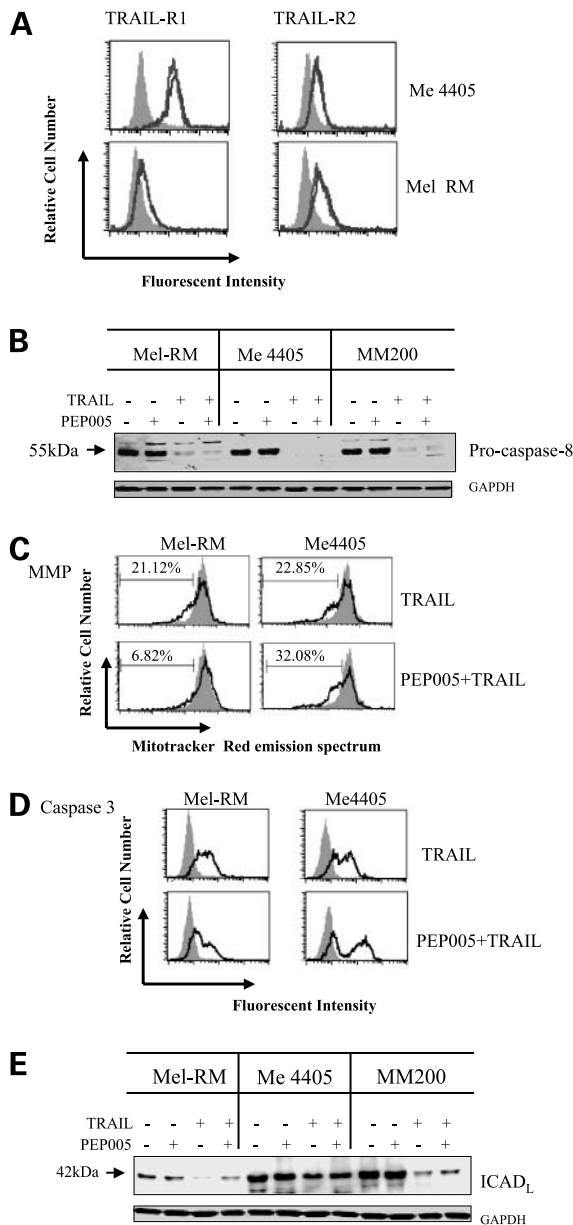 A
TRAIL-R1 TRAIL-R2
Me 4405
Mel RM
Relative Cell Number
Fluorescent Intensity
B
Mel-RM Me 4405 MM200
TRAIL - - + + - - + + - - + +
PEP005 - + - + - + - + - + - +
55kDa Pro-caspase-8
GAPDH
C
MMP
Mel-RM Me4405
21.12% 22.85% TRAIL
6.82% 32.08% PEP005+TRAIL
Relative Cell Number
Mitotracker Red emission spectrum
D
Caspase 3
Mel-RM Me4405
TRAIL
PEP005+TRAIL
Relative Cell Number
Fluorescent Intensity
E
Mel-RM Me 4405 MM200
TRAIL - - + + - - + + - - + +
PEP005 - + - + - + - + - + - +
42kDa ICADL
GAPDH